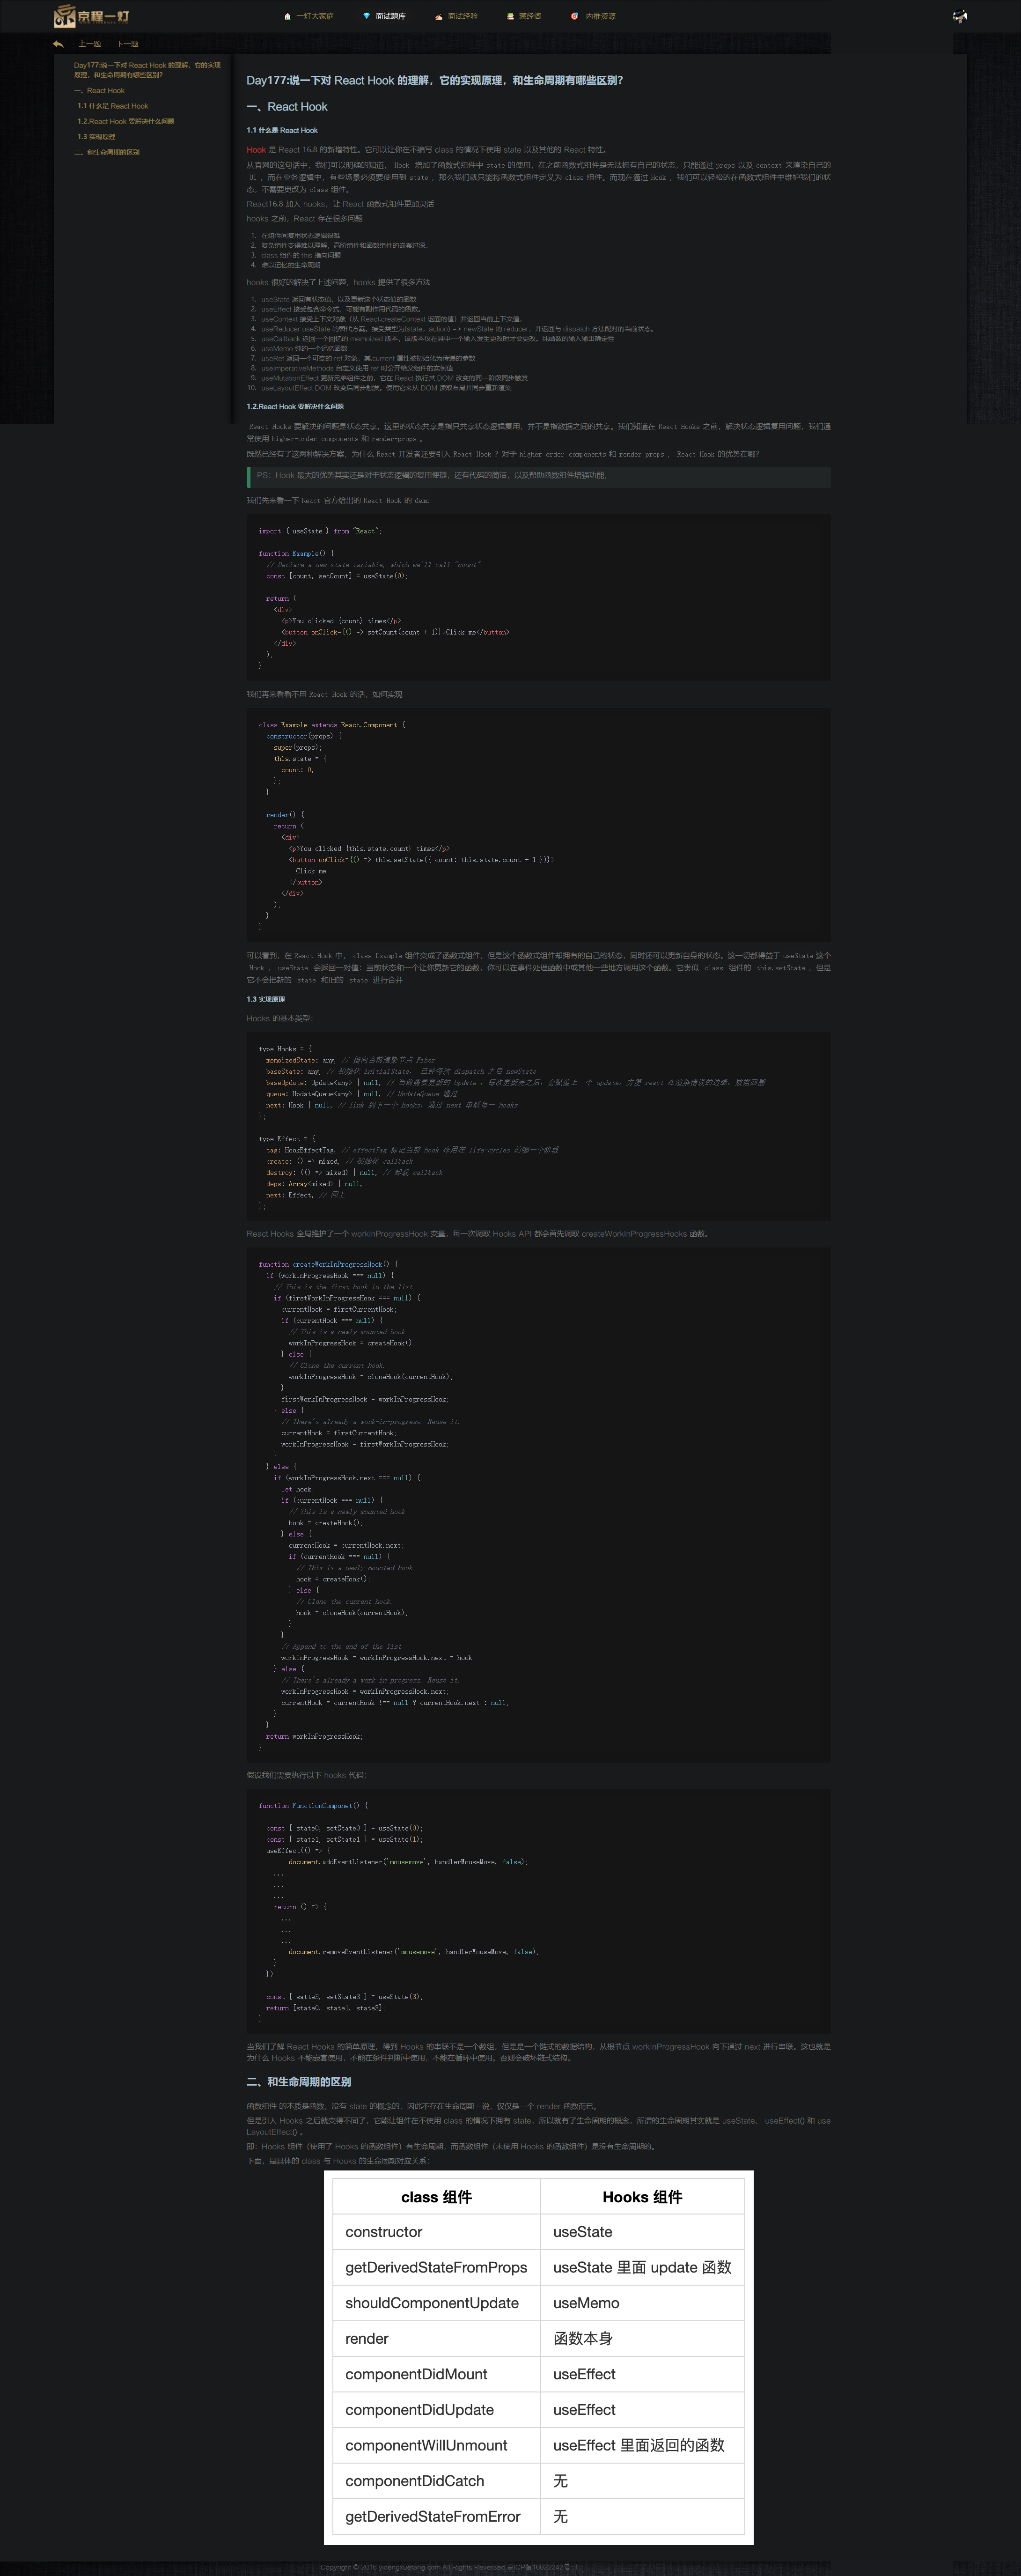 京程一灯
一灯大家庭
面试题库
面试经验
藏经阁
内推资源
上一题 下一题
Day177:说一下对 React Hook 的理解，它的实现
原理，和生命周期有哪些区别？
一、React Hook
1.1 什么是 React Hook
1.2.React Hook 要解决什么问题
1.3 实现原理
二、和生命周期的区别
Day177:说一下对 React Hook 的理解，它的实现原理，和生命周期有哪些区别？
一、React Hook
1.1 什么是 React Hook
Hook 是 React 16.8 的新增特性。它可以让你在不编写 class 的情况下使用 state 以及其他的 React 特性。
从官网的这句话中，我们可以明确的知道， Hook 增加了函数式组件中 state 的使用，在之前函数式组件是无法拥有自己的状态，只能通过 props 以及 context 来渲染自己的
UI ，而在业务逻辑中，有些场景必须要使用到 state ，那么我们就只能将函数式组件定义为 class 组件。而现在通过 Hook ，我们可以轻松的在函数式组件中维护我们的状
态，不需要更改为 class 组件。
React16.8 加入 hooks，让 React 函数式组件更加灵活
hooks 之前，React 存在很多问题
1. 在组件间复用状态逻辑很难
2. 复杂组件变得难以理解，高阶组件和函数组件的嵌套过深。
3. class 组件的 this 指向问题
4. 难以记忆的生命周期
hooks 很好的解决了上述问题，hooks 提供了很多方法
1. useState 返回有状态值，以及更新这个状态值的函数
2. useEffect 接受包含命令式，可能有副作用代码的函数。
3. useContext 接受上下文对象（从 React.createContext 返回的值）并返回当前上下文值，
4. useReducer useState 的替代方案。接受类型为(state，action) => newState 的 reducer，并返回与 dispatch 方法配对的当前状态。
5. useCallback 返回一个回忆的 memoized 版本，该版本仅在其中一个输入发生更改时才会更改。纯函数的输入输出确定性
6. useMemo 纯的一个记忆函数
7. useRef 返回一个可变的 ref 对象，其.current 属性被初始化为传递的参数
8. useImperativeMethods 自定义使用 ref 时公开给父组件的实例值
9. useMutationEffect 更新兄弟组件之前，它在 React 执行其 DOM 改变的同一阶段同步触发
10. useLayoutEffect DOM 改变后同步触发。使用它来从 DOM 读取布局并同步重新渲染
1.2.React Hook 要解决什么问题
React Hooks 要解决的问题是状态共享，这里的状态共享是指只共享状态逻辑复用，并不是指数据之间的共享。我们知道在 React Hooks 之前，解决状态逻辑复用问题，我们通
常使用 higher-order components 和 render-props 。
既然已经有了这两种解决方案，为什么 React 开发者还要引入 React Hook ？对于 higher-order components 和 render-props ， React Hook 的优势在哪？
PS：Hook 最大的优势其实还是对于状态逻辑的复用便理，还有代码的简洁，以及帮助函数组件增强功能，
我们先来看一下 React 官方给出的 React Hook 的 demo
import { useState } from "React";
function Example() {
// Declare a new state variable, which we'll call "count"
const [count, setCount] = useState(0);
return (
<div>
<p>You clicked {count} times</p>
<button onClick={() => setCount(count + 1)}>Click me</button>
</div>
);
}
我们再来看看不用 React Hook 的话，如何实现
class Example extends React.Component {
constructor(props) {
super(props);
this.state = {
count: 0,
};
}
render() {
return (
<div>
<p>You clicked {this.state.count} times</p>
<button onClick={() => this.setState({ count: this.state.count + 1 })}>
Click me
</button>
</div>
);
}
}
可以看到，在 React Hook 中， class Example 组件变成了函数式组件，但是这个函数式组件却拥有的自己的状态，同时还可以更新自身的状态。这一切都得益于 useState 这个
Hook ， useState 会返回一对值：当前状态和一个让你更新它的函数，你可以在事件处理函数中或其他一些地方调用这个函数。它类似 class 组件的 this.setState ，但是
它不会把新的 state 和旧的 state 进行合并
1.3 实现原理
Hooks 的基本类型：
type Hooks = {
memoizedState: any, // 指向当前渲染节点 Fiber
baseState: any, // 初始化 initialState， 已经每次 dispatch 之后 newState
baseUpdate: Update<any> | null, // 当前需要更新的 Update ，每次更新完之后，会赋值上一个 update，方便 react 在渲染错误的边缘，数据回溯
queue: UpdateQueue<any> | null, // UpdateQueue 通过
next: Hook | null, // link 到下一个 hooks，通过 next 串联每一 hooks
};
type Effect = {
tag: HookEffectTag, // effectTag 标记当前 hook 作用在 life-cycles 的哪一个阶段
create: () => mixed, // 初始化 callback
destroy: (() => mixed) | null, // 卸载 callback
deps: Array<mixed> | null,
next: Effect, // 同上
};
React Hooks 全局维护了一个 workInProgressHook 变量，每一次调取 Hooks API 都会首先调取 createWorkInProgressHooks 函数。
function createWorkInProgressHook() {
if (workInProgressHook === null) {
// This is the first hook in the list
if (firstWorkInProgressHook === null) {
currentHook = firstCurrentHook;
if (currentHook === null) {
// This is a newly mounted hook
workInProgressHook = createHook();
} else {
// Clone the current hook.
workInProgressHook = cloneHook(currentHook);
}
firstWorkInProgressHook = workInProgressHook;
} else {
// There's already a work-in-progress. Reuse it.
currentHook = firstCurrentHook;
workInProgressHook = firstWorkInProgressHook;
}
} else {
if (workInProgressHook.next === null) {
let hook;
if (currentHook === null) {
// This is a newly mounted hook
hook = createHook();
} else {
currentHook = currentHook.next;
if (currentHook === null) {
// This is a newly mounted hook
hook = createHook();
} else {
// Clone the current hook.
hook = cloneHook(currentHook);
}
}
// Append to the end of the list
workInProgressHook = workInProgressHook.next = hook;
} else {
// There's already a work-in-progress. Reuse it.
workInProgressHook = workInProgressHook.next;
currentHook = currentHook !== null ? currentHook.next : null;
}
}
return workInProgressHook;
}
假设我们需要执行以下 hooks 代码：
function FunctionComponet() {
const [ state0, setState0 ] = useState(0);
const [ state1, setState1 ] = useState(1);
useEffect(() => {
document.addEventListener('mousemove', handlerMouseMove, false);
...
...
...
return () => {
...
...
...
document.removeEventListener('mousemove', handlerMouseMove, false);
}
})
const [ satte3, setState3 ] = useState(3);
return [state0, state1, state3];
}
当我们了解 React Hooks 的简单原理，得到 Hooks 的串联不是一个数组，但是是一个链式的数据结构，从根节点 workInProgressHook 向下通过 next 进行串联。这也就是
为什么 Hooks 不能嵌套使用，不能在条件判断中使用，不能在循环中使用。否则会破坏链式结构。
二、和生命周期的区别
函数组件 的本质是函数，没有 state 的概念的，因此不存在生命周期一说，仅仅是一个 render 函数而已。
但是引入 Hooks 之后就变得不同了，它能让组件在不使用 class 的情况下拥有 state，所以就有了生命周期的概念，所谓的生命周期其实就是 useState、 useEffect() 和 use
LayoutEffect() 。
即：Hooks 组件（使用了 Hooks 的函数组件）有生命周期，而函数组件（未使用 Hooks 的函数组件）是没有生命周期的。
下面，是具体的 class 与 Hooks 的生命周期对应关系：
class 组件 Hooks 组件
constructor useState
getDerivedStateFromProps useState 里面 update 函数
shouldComponentUpdate useMemo
render 函数本身
componentDidMount useEffect
componentDidUpdate useEffect
componentWillUnmount useEffect 里面返回的函数
componentDidCatch 无
getDerivedStateFromError 无
Copyright © 2016 yidengxuetang.com All Rights Reversed.京ICP备16022242号-1